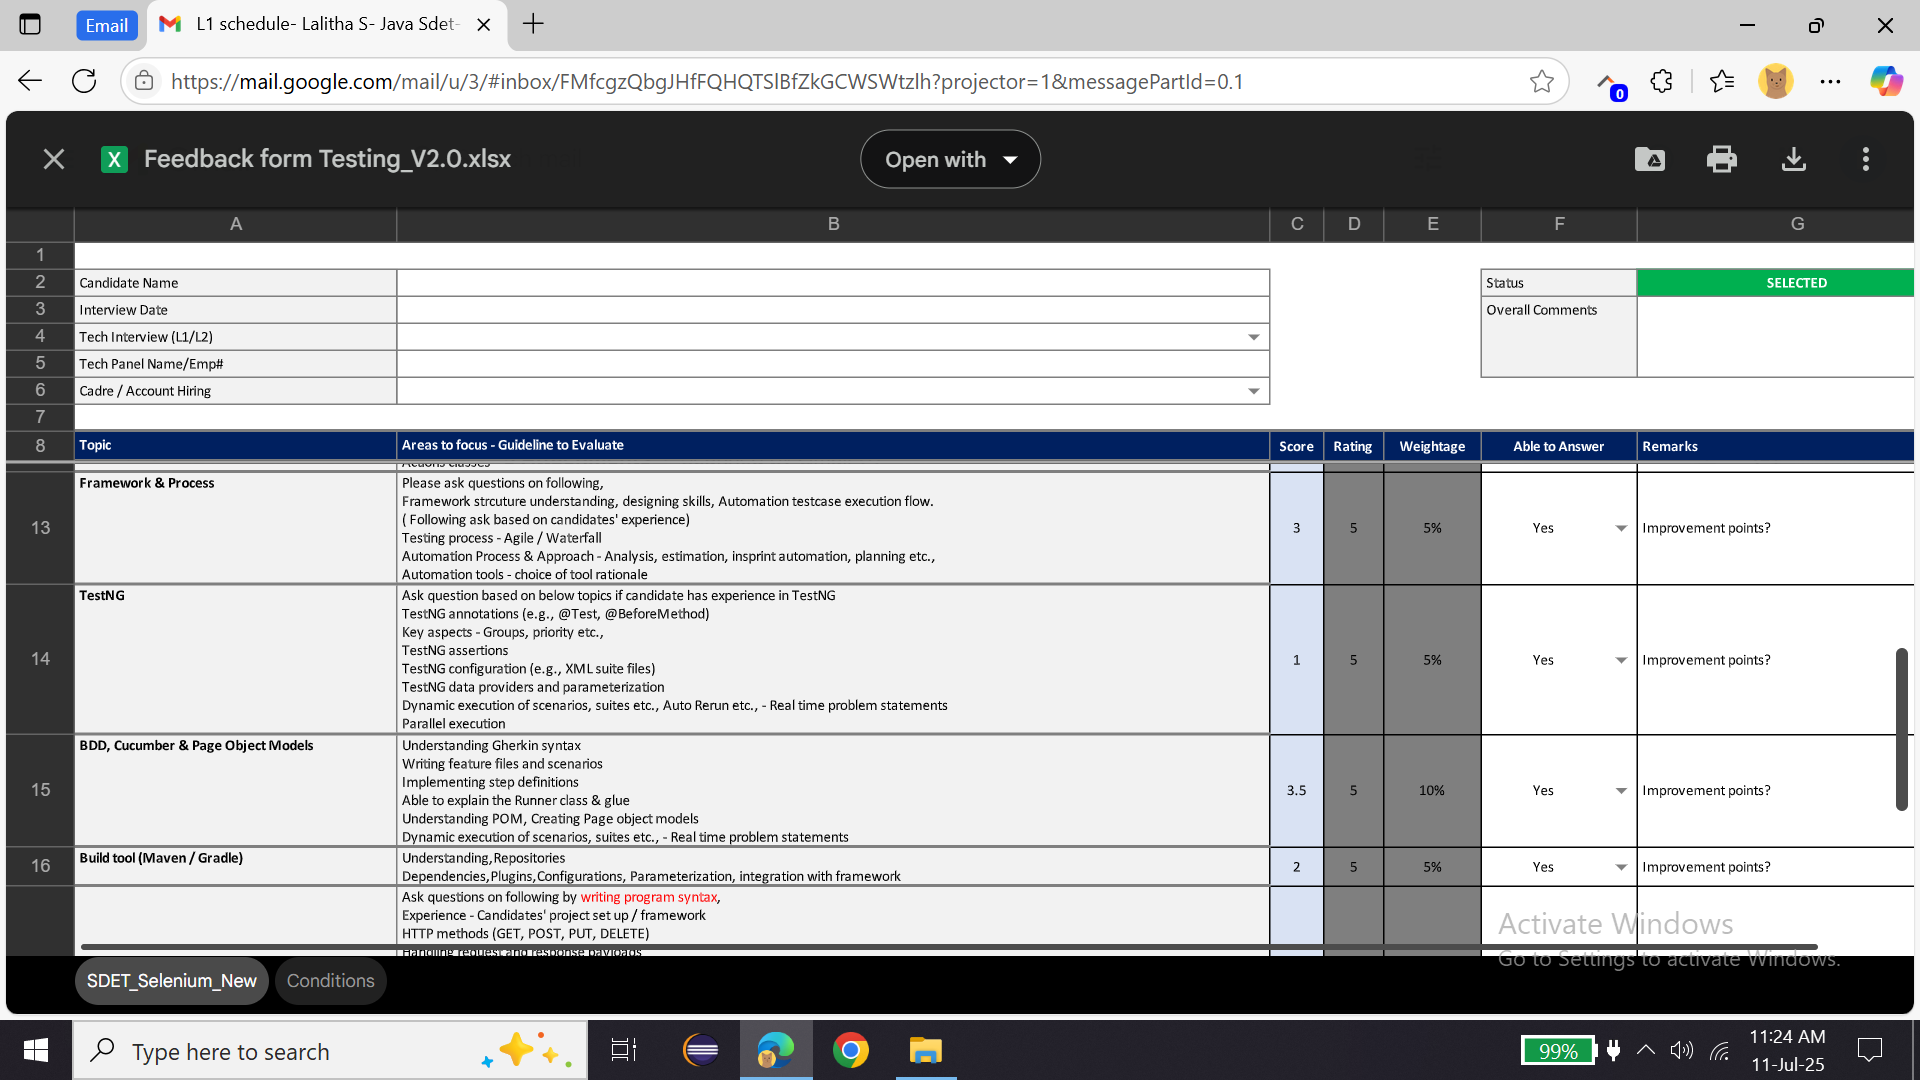 Email
L1 schedule- Lalitha S- Java Sdet-
https://mail.google.com/mail/u/3/#inbox/FMfcgzQbgJHfFQHQTSlBfZkGCWSWtzlh?projector=1&messagePartId=0.1
0
X
Feedback form Testing_V2.0.xlsx
Open with
A B C D E F G
1
2 Candidate Name Status SELECTED
3 Interview Date Overall Comments
4 Tech Interview (L1/L2)
5 Tech Panel Name/Emp#
6 Cadre / Account Hiring
7
8 Topic Areas to focus - Guideline to Evaluate Score Rating Weightage Able to Answer Remarks
Actions classes
Framework & Process Please ask questions on following,
Framework strcuture understanding, designing skills, Automation testcase execution flow.
( Following ask based on candidates' experience)
13 3 5 5% Yes Improvement points?
Testing process - Agile / Waterfall
Automation Process & Approach - Analysis, estimation, insprint automation, planning etc.,
Automation tools - choice of tool rationale
TestNG Ask question based on below topics if candidate has experience in TestNG
TestNG annotations (e.g., @Test, @BeforeMethod)
Key aspects - Groups, priority etc.,
TestNG assertions
14 1 5 5% Yes Improvement points?
TestNG configuration (e.g., XML suite files)
TestNG data providers and parameterization
Dynamic execution of scenarios, suites etc., Auto Rerun etc., - Real time problem statements
Parallel execution
BDD, Cucumber & Page Object Models Understanding Gherkin syntax
Writing feature files and scenarios
Implementing step definitions
15 3.5 5 10% Yes Improvement points?
Able to explain the Runner class & glue
Understanding POM, Creating Page object models
Dynamic execution of scenarios, suites etc., - Real time problem statements
Build tool (Maven / Gradle) Understanding, Repositories
16 2 5 5% Yes Improvement points?
Dependencies,Plugins,Configurations, Parameterization, integration with framework
Ask questions on following by writing program syntax,
Experience - Candidates' project set up / framework
HTTP methods (GET, POST, PUT, DELETE)
Handling request and response payloads
Activate Windows
Go to Settings to activate Windows.
SDET_Selenium_New
Conditions
Type here to search
99%
11:24 AM
11-Jul-25